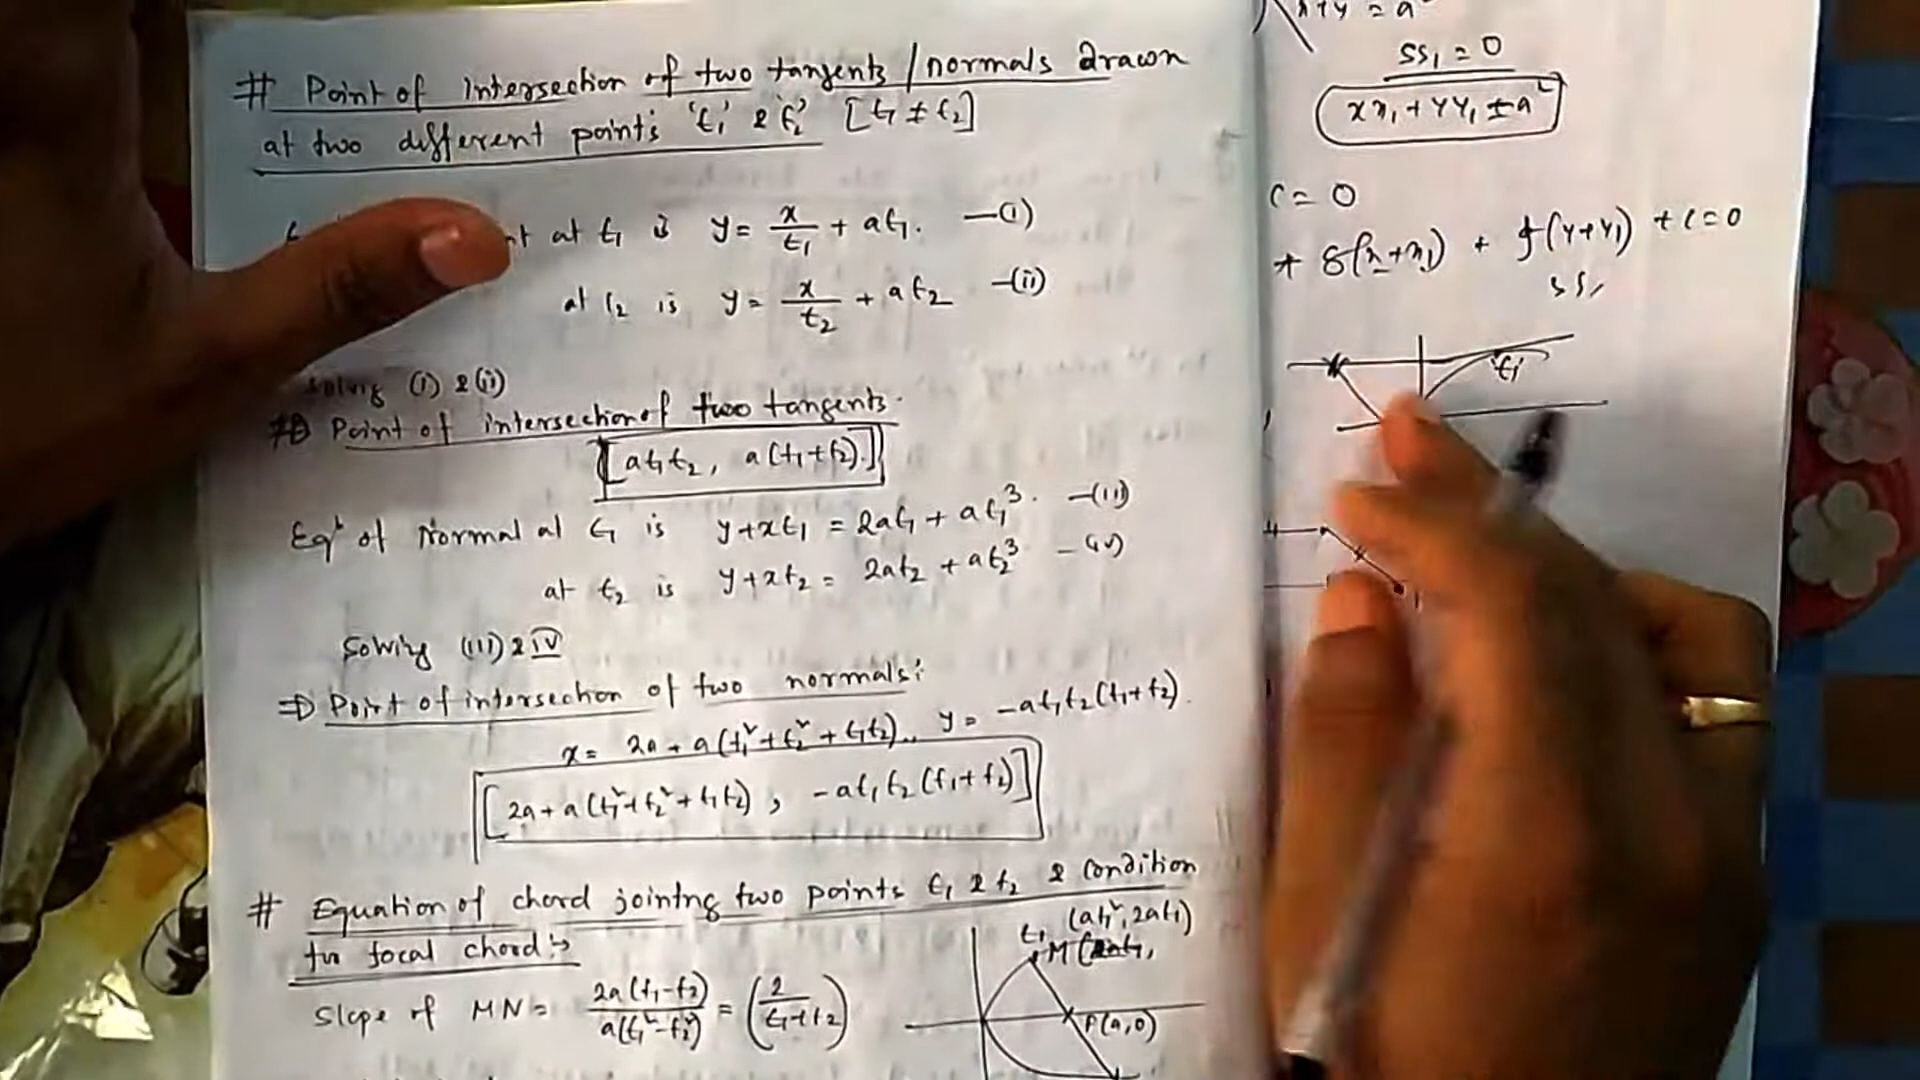 # Point of intersection of two tangents / normals drawn
at two different points 't₁' & 't₂' [t₁ ≠ t₂]
at t₁ is y = x/t₁ + at₁. —(i)
at t₂ is y = x/t₂ + at₂ —(ii)
Solving (i) & (ii)
⇒ Point of intersection of two tangents.
[at₁t₂, a(t₁+t₂).]
Eqⁿ of Normal at t₁ is y+xt₁ = 2at₁ + at₁³. —(iii)
at t₂ is y+xt₂ = 2at₂ + at₂³ —(iv)
Solving (iii) & (iv)
⇒ Point of intersection of two normals:
x = 2a + a(t₁² + t₂² + t₁t₂), y = -at₁t₂(t₁+t₂).
[2a + a(t₁² + t₂² + t₁t₂), -at₁t₂(t₁+t₂)]
# Equation of chord joining two points t₁ & t₂ & condition
for focal chord:
Slope of MN = 2a(t₁-t₂)/a(t₁²-t₂²) = (2/t₁+t₂)
t₁ (at₁², 2at₁)
M
P(a,0)
x+y = a
SS₁ = 0
xx₁ + yy₁ = a²
c = 0
+ g(x+x₁) + f(y+y₁) + c = 0
SS₁
't₁'